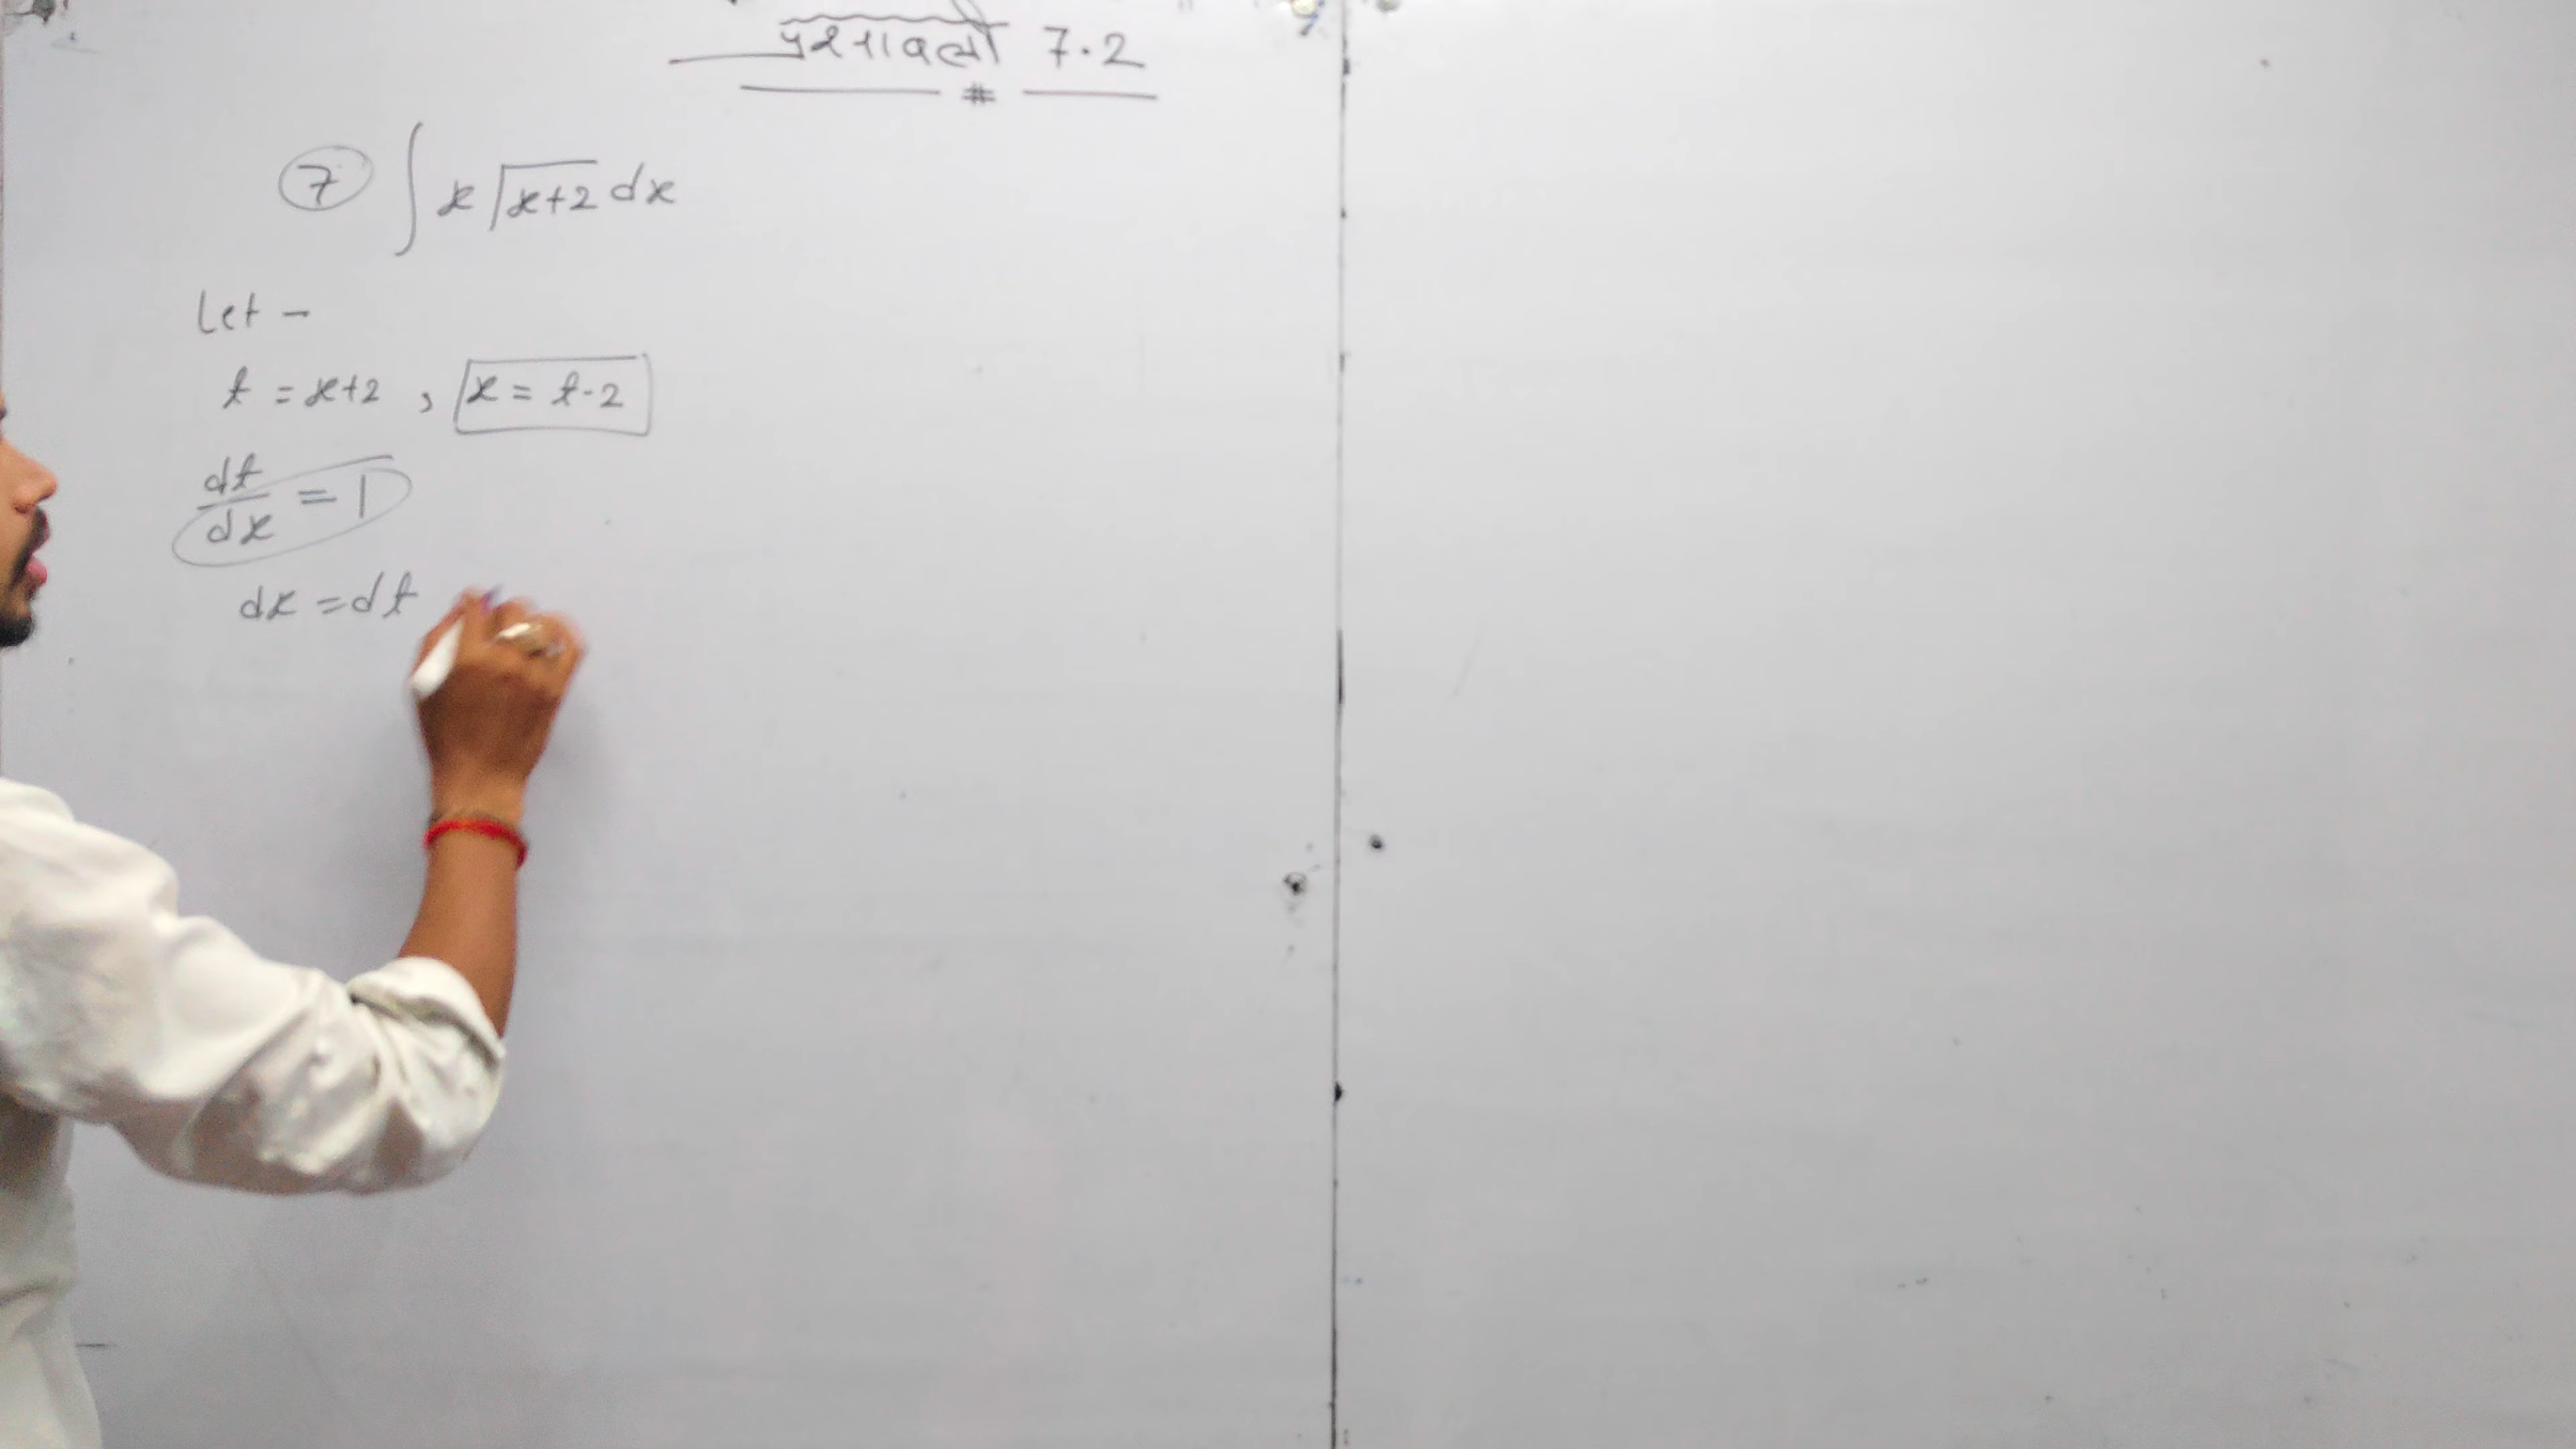 प्रश्नावली 7.2
#
7 ∫ x √x+2 dx
Let -
t = x+2 , x = t-2
dt/dx = 1
dx = dt